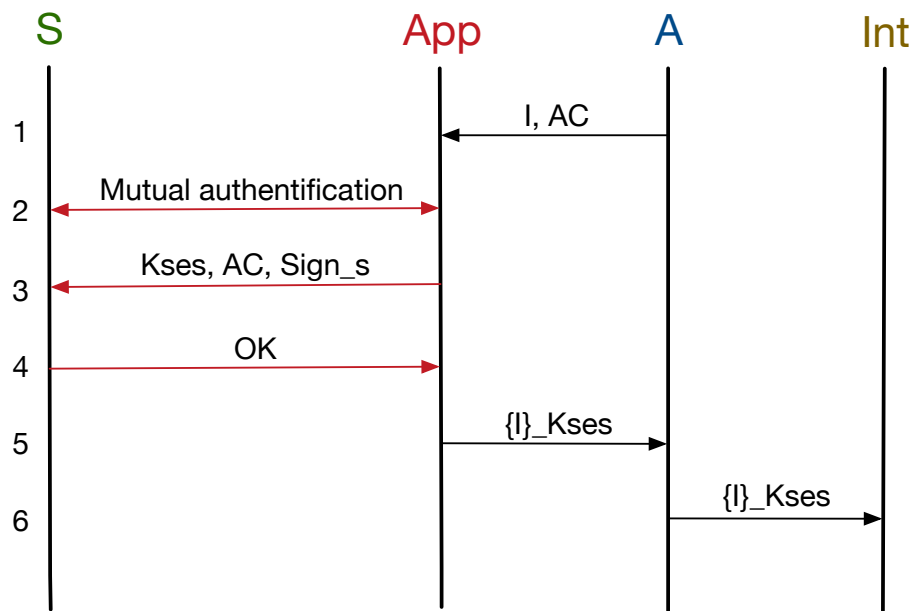 S App A Int
1 I, AC
2 Mutual authentification
3 Kses, AC, Sign_s
4 OK
5 {I}_Kses
6 {I}_Kses